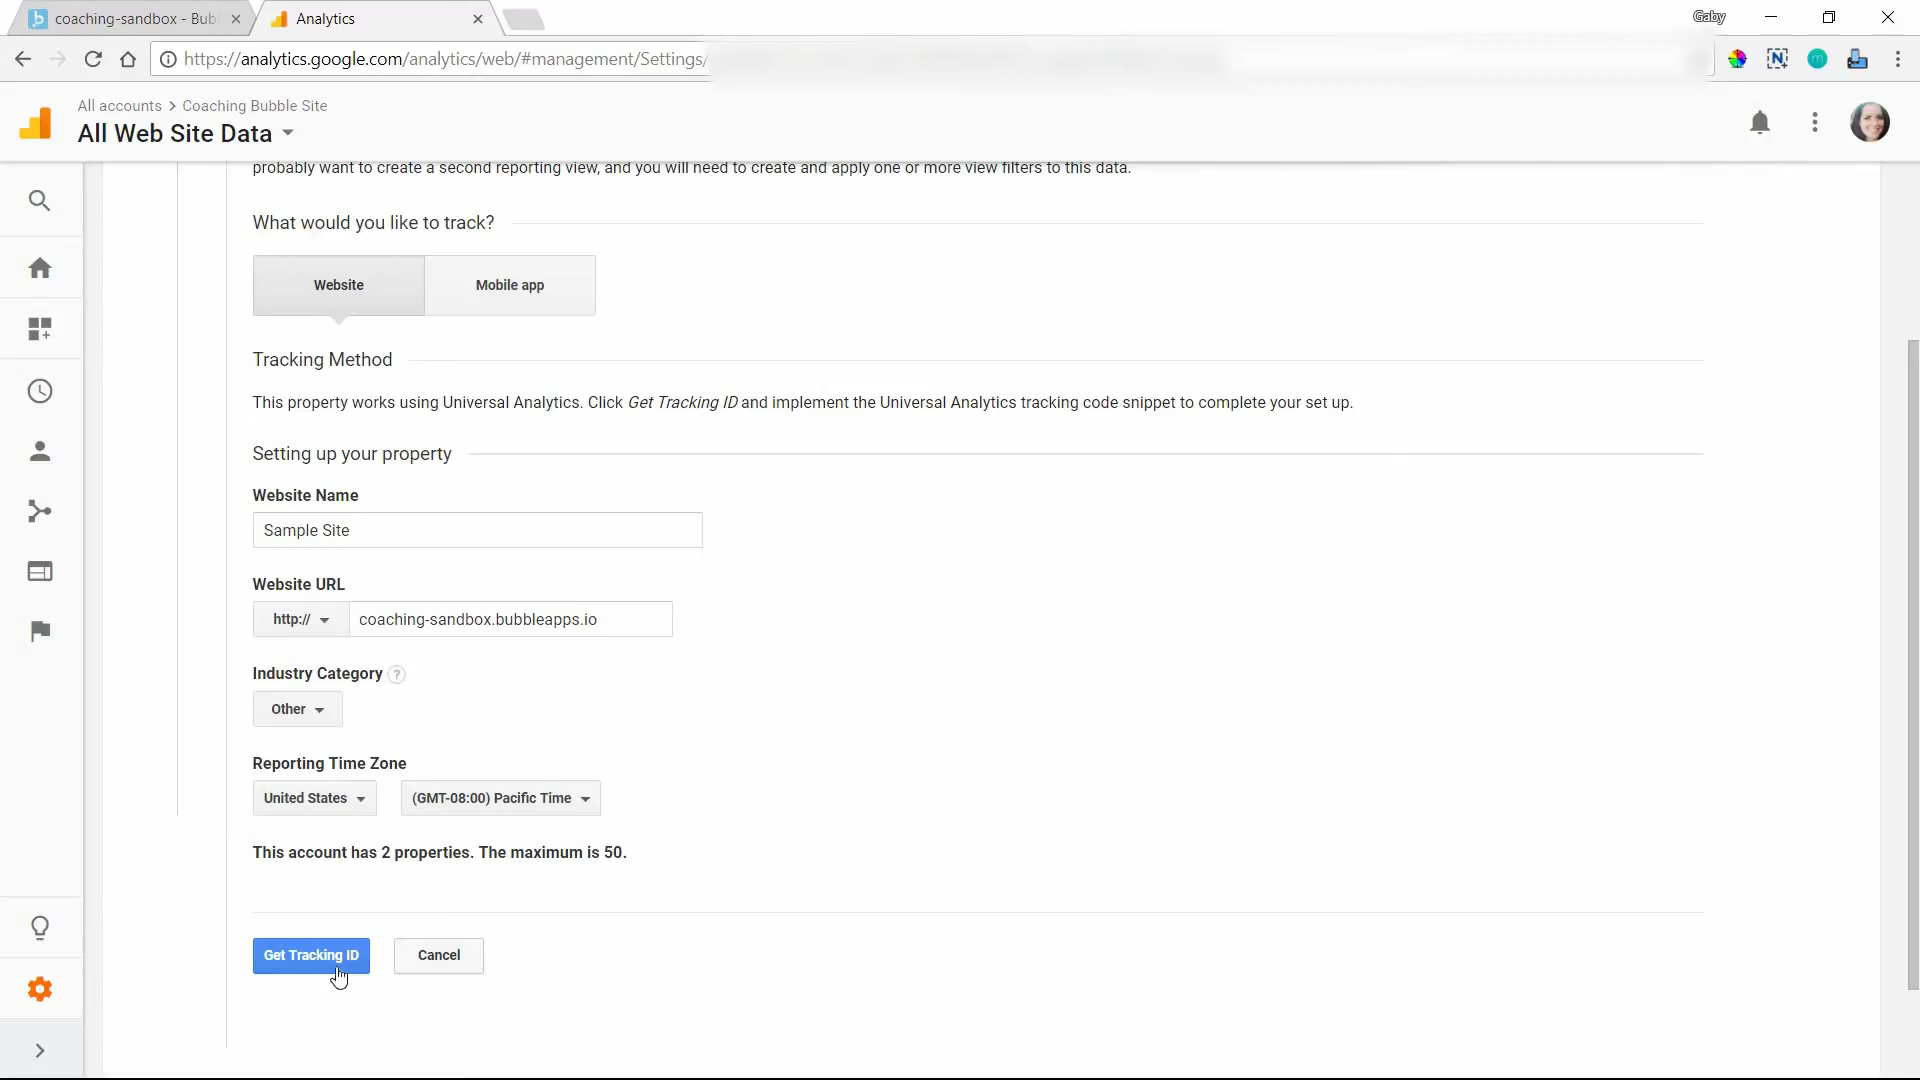 coaching-sandbox - Bub
Analytics
Gaby
https://analytics.google.com/analytics/web/#management/Settings/
All accounts > Coaching Bubble Site
All Web Site Data
probably want to create a second reporting view, and you will need to create and apply one or more view filters to this data.
What would you like to track?
Website
Mobile app
Tracking Method
This property works using Universal Analytics. Click Get Tracking ID and implement the Universal Analytics tracking code snippet to complete your set up.
Setting up your property
Website Name
Sample Site
Website URL
http://
coaching-sandbox.bubbleapps.io
Industry Category ?
Other
Reporting Time Zone
United States
(GMT-08:00) Pacific Time
This account has 2 properties. The maximum is 50.
Get Tracking ID
Cancel